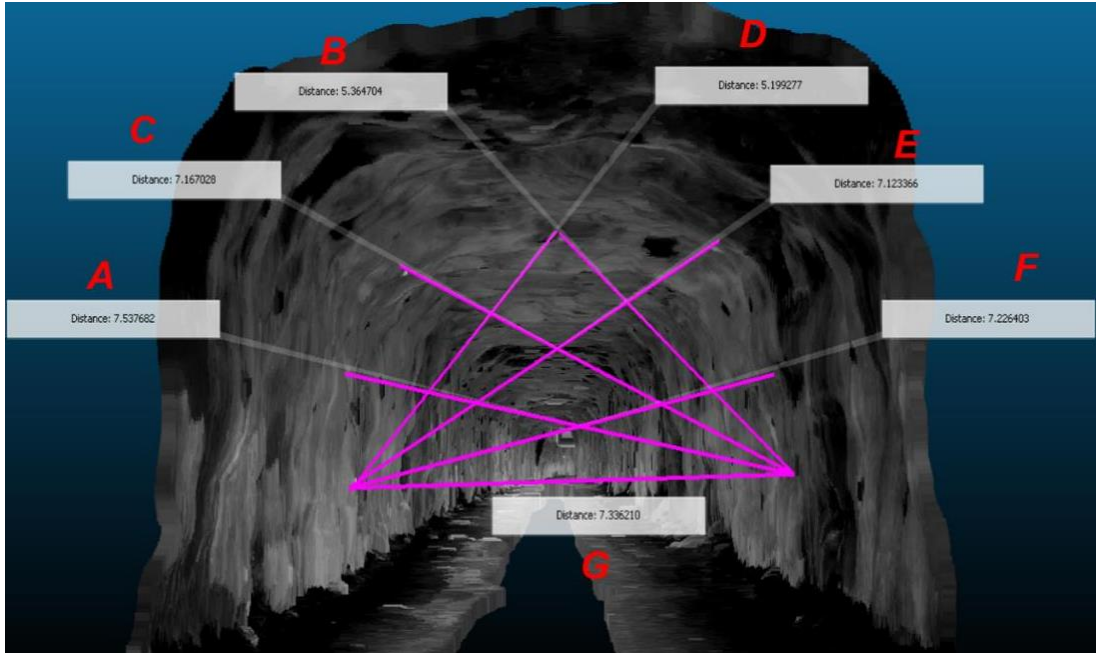 B
D
Distance: 5.364704
Distance: 5.199277
C
E
Distance: 7.167028
Distance: 7.123366
A
F
Distance: 7.537682
Distance: 7.226403
Distance: 7.336210
G